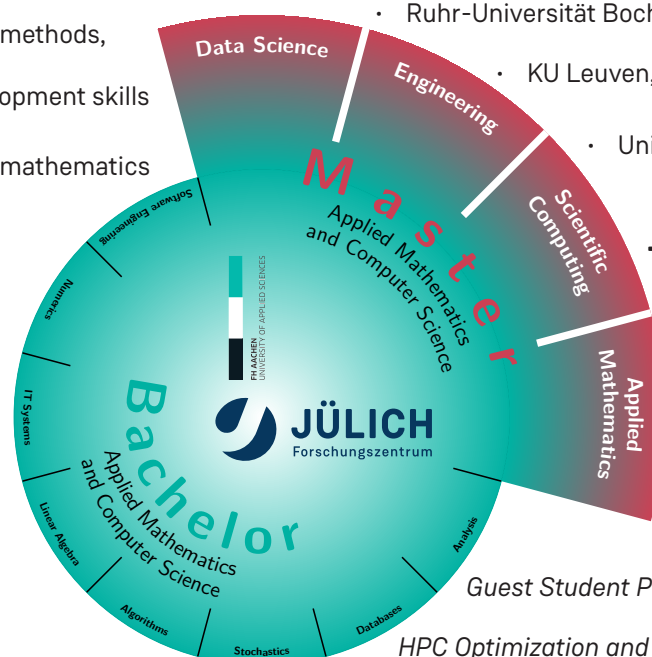 methods,
opment skills
mathematics
· Ruhr-Universität Boch
· KU Leuven,
· Uni
Data Science
Engineering
Scientific
Computing
Applied
Mathematics
Master
Applied Mathematics
and Computer Science
Software Engineering
Numerics
IT Systems
Linear Algebra
Algorithms
Stochastics
Databases
Analysis
FH AACHEN
UNIVERSITY OF APPLIED SCIENCES
JÜLICH
Forschungszentrum
Bachelor
Applied Mathematics
and Computer Science
Guest Student P
HPC Optimization and